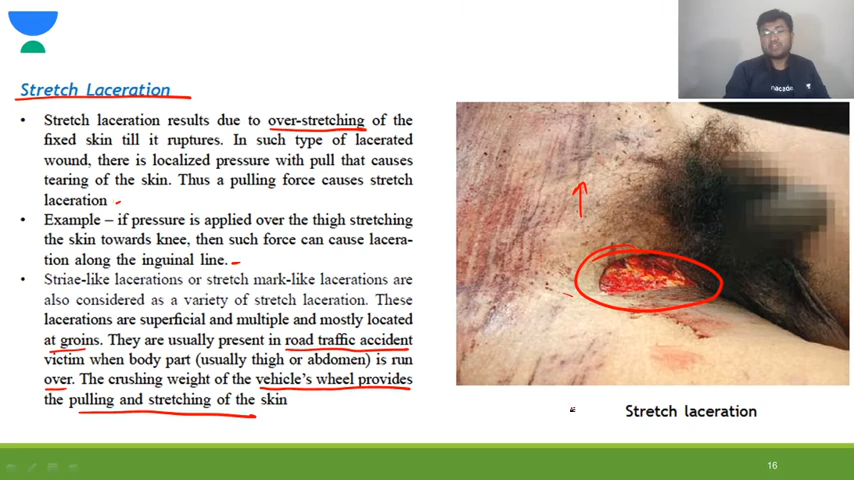 Stretch Laceration
• Stretch laceration results due to over-stretching of the
fixed skin till it ruptures. In such type of lacerated
wound, there is localized pressure with pull that causes
tearing of the skin. Thus a pulling force causes stretch
laceration
• Example – if pressure is applied over the thigh stretching
the skin towards knee, then such force can cause lacera-
tion along the inguinal line.
• Striae-like lacerations or stretch mark-like lacerations are
also considered as a variety of stretch laceration. These
lacerations are superficial and multiple and mostly located
at groins. They are usually present in road traffic accident
victim when body part (usually thigh or abdomen) is run
over. The crushing weight of the vehicle's wheel provides
the pulling and stretching of the skin
nacade
Stretch laceration
16